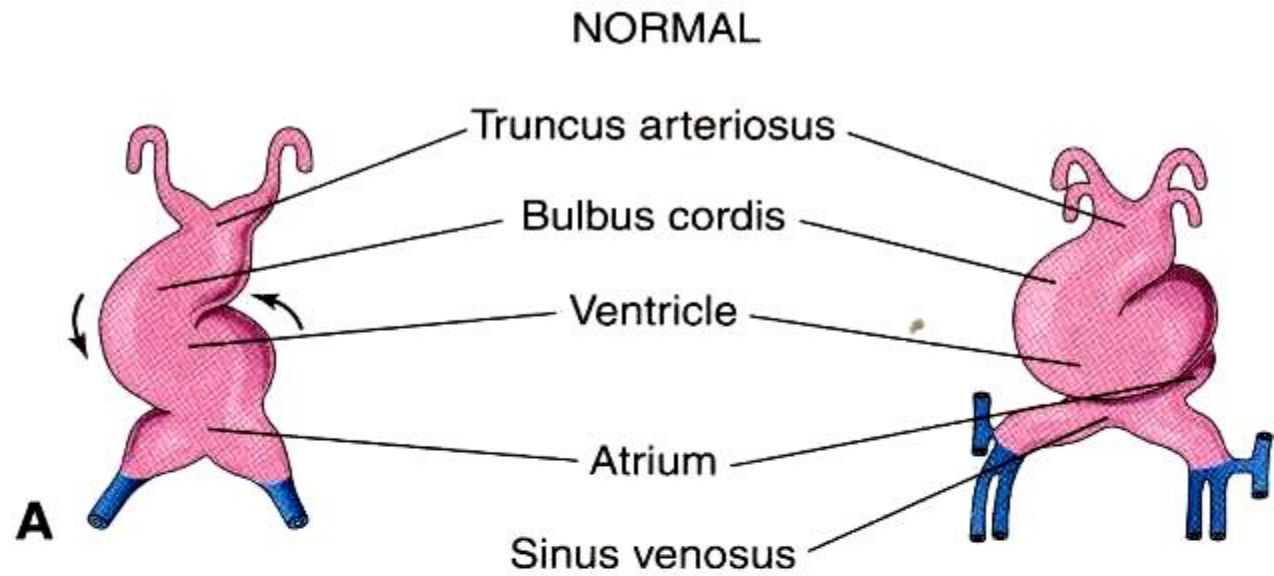 NORMAL
Truncus arteriosus
Bulbus cordis
Ventricle
Atrium
A
Sinus venosus